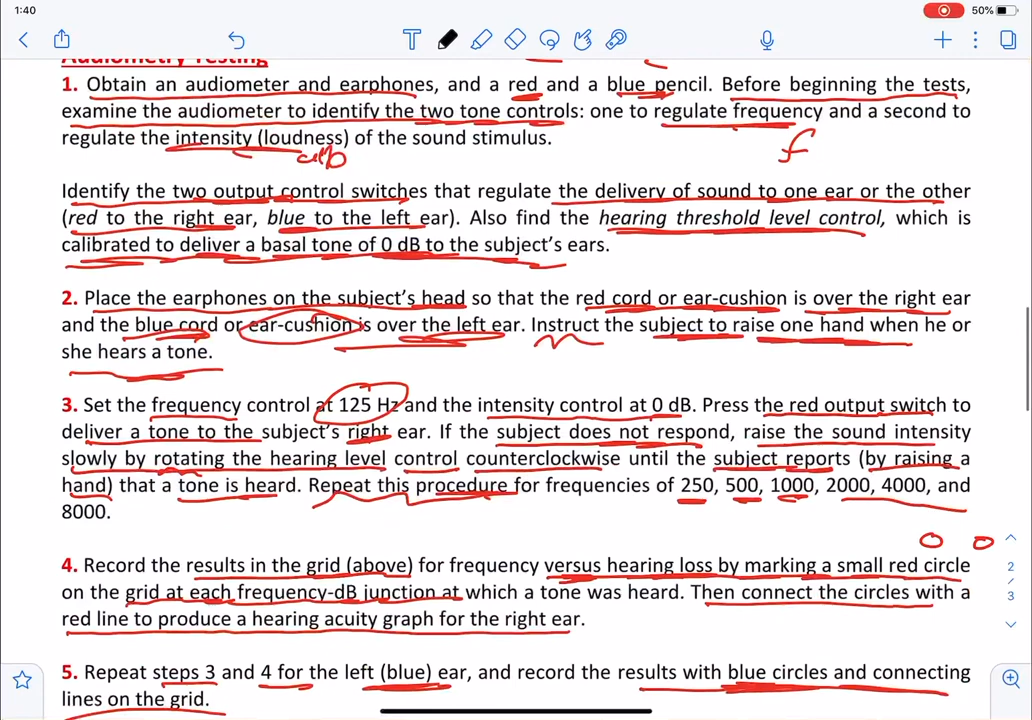 1:40
50%
T
Audiometry Testing
1. Obtain an audiometer and earphones, and a red and a blue pencil. Before beginning the tests,
examine the audiometer to identify the two tone controls: one to regulate frequency and a second to
regulate the intensity (loudness) of the sound stimulus.
f
Identify the two output control switches that regulate the delivery of sound to one ear or the other
(red to the right ear, blue to the left ear). Also find the hearing threshold level control, which is
calibrated to deliver a basal tone of 0 dB to the subject's ears.
2. Place the earphones on the subject's head so that the red cord or ear-cushion is over the right ear
and the blue cord or ear-cushion is over the left ear. Instruct the subject to raise one hand when he or
she hears a tone.
3. Set the frequency control at 125 Hz and the intensity control at 0 dB. Press the red output switch to
deliver a tone to the subject's right ear. If the subject does not respond, raise the sound intensity
slowly by rotating the hearing level control counterclockwise until the subject reports (by raising a
hand) that a tone is heard. Repeat this procedure for frequencies of 250, 500, 1000, 2000, 4000, and
8000.
4. Record the results in the grid (above) for frequency versus hearing loss by marking a small red circle
on the grid at each frequency-dB junction at which a tone was heard. Then connect the circles with a
red line to produce a hearing acuity graph for the right ear.
2
/
3
5. Repeat steps 3 and 4 for the left (blue) ear, and record the results with blue circles and connecting
lines on the grid.